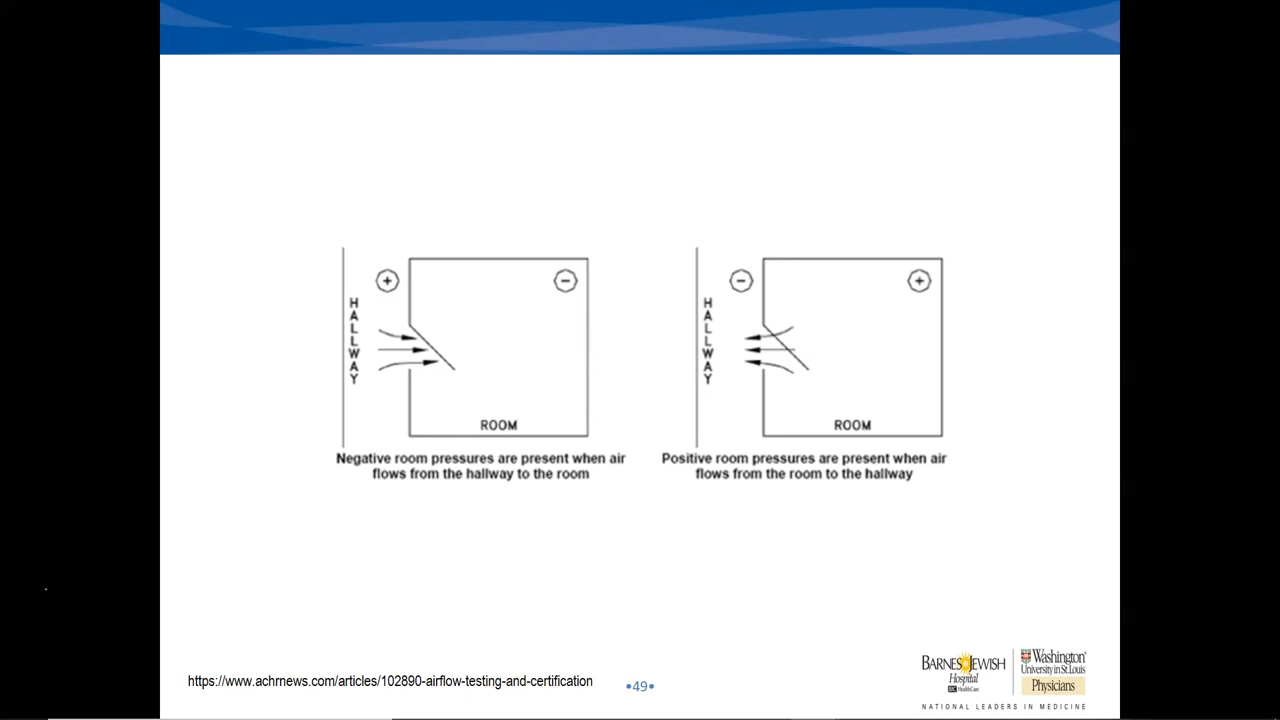 HALLWAY
+
-
ROOM
Negative room pressures are present when air
flows from the hallway to the room
HALLWAY
-
+
ROOM
Positive room pressures are present when air
flows from the room to the hallway
https://www.achrnews.com/articles/102890-airflow-testing-and-certification
•49•
BARNES JEWISH
Hospital
BJC HealthCare
Washington
University in St. Louis
Physicians
NATIONAL LEADERS IN MEDICINE